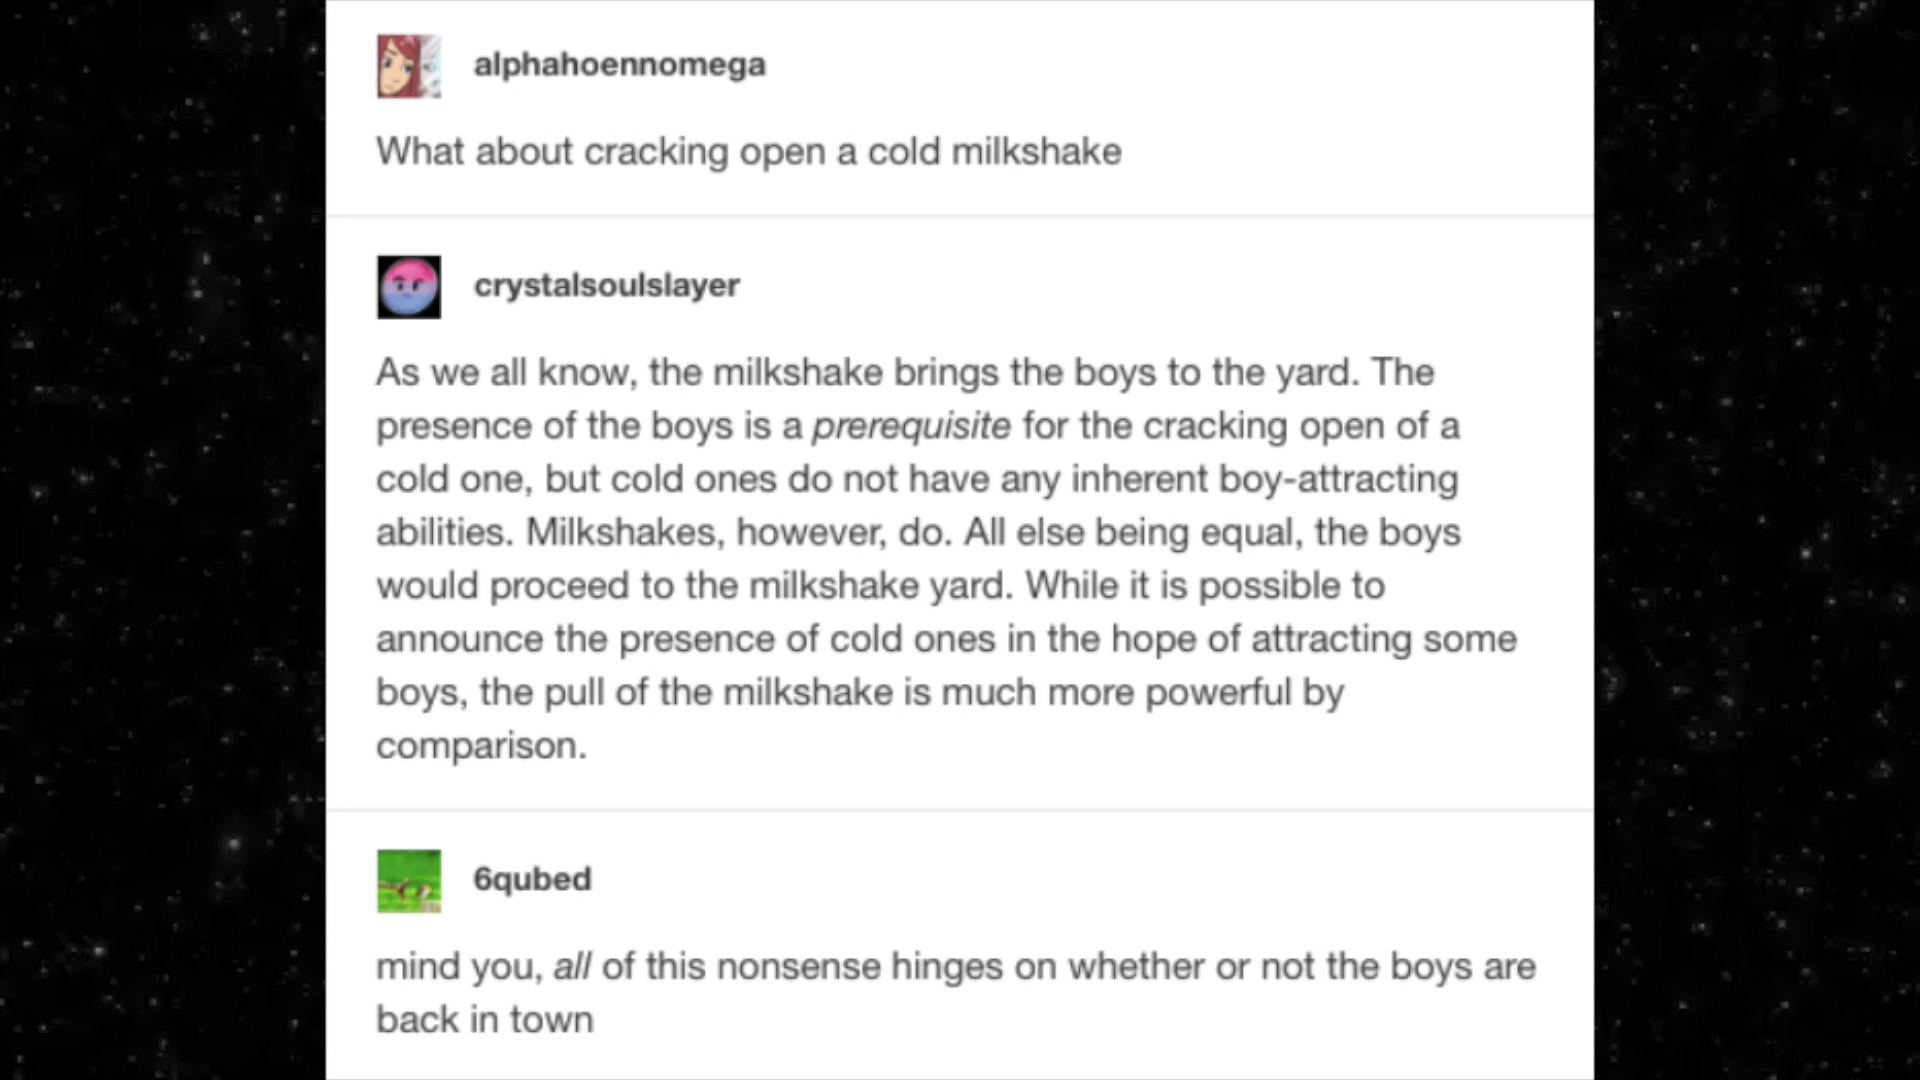 alphahoennomega
What about cracking open a cold milkshake
crystalsoulslayer
As we all know, the milkshake brings the boys to the yard. The
presence of the boys is a prerequisite for the cracking open of a
cold one, but cold ones do not have any inherent boy-attracting
abilities. Milkshakes, however, do. All else being equal, the boys
would proceed to the milkshake yard. While it is possible to
announce the presence of cold ones in the hope of attracting some
boys, the pull of the milkshake is much more powerful by
comparison.
6qubed
mind you, all of this nonsense hinges on whether or not the boys are
back in town